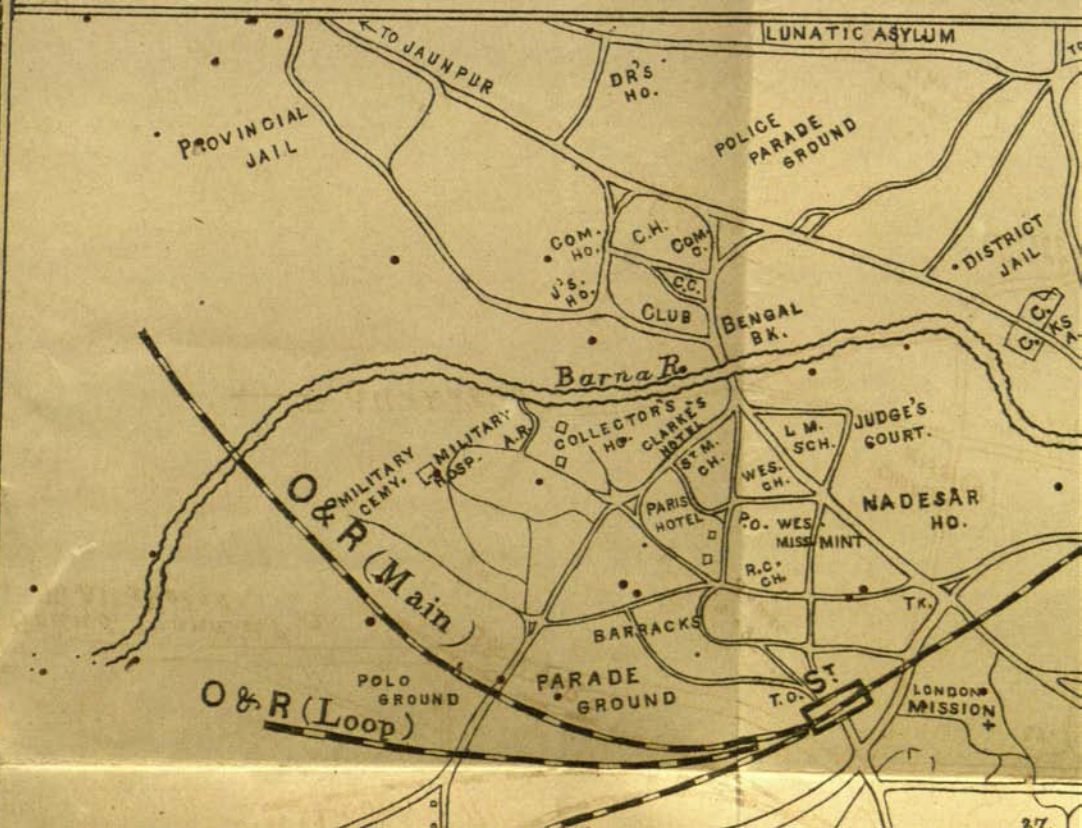 LUNATIC ASYLUM
← TO JAUNPUR
DR'S
HO.
PROVINCIAL
JAIL
POLICE
PARADE
GROUND
COM.
HO.
C.H.
COM.
J'S.
HO.
C.C.
CLUB
BENGAL
BK.
DISTRICT
JAIL
Barna R.
MILITARY
HOSP.
A.R.
COLLECTOR'S
HO.
CLARKE'S
HOTEL
ST M.
CH.
L M.
SCH.
JUDGE'S
COURT.
MILITARY
CEMY.
WES.
CH.
O & R (Main)
PARIS
HOTEL
P.O.
WES.
MISS.
MINT
NADESAR
HO.
R.C.
CH.
TK.
BARRACKS
POLO
GROUND
PARADE
GROUND
T.O.
ST
LONDON
MISSION
O & R (Loop)
27